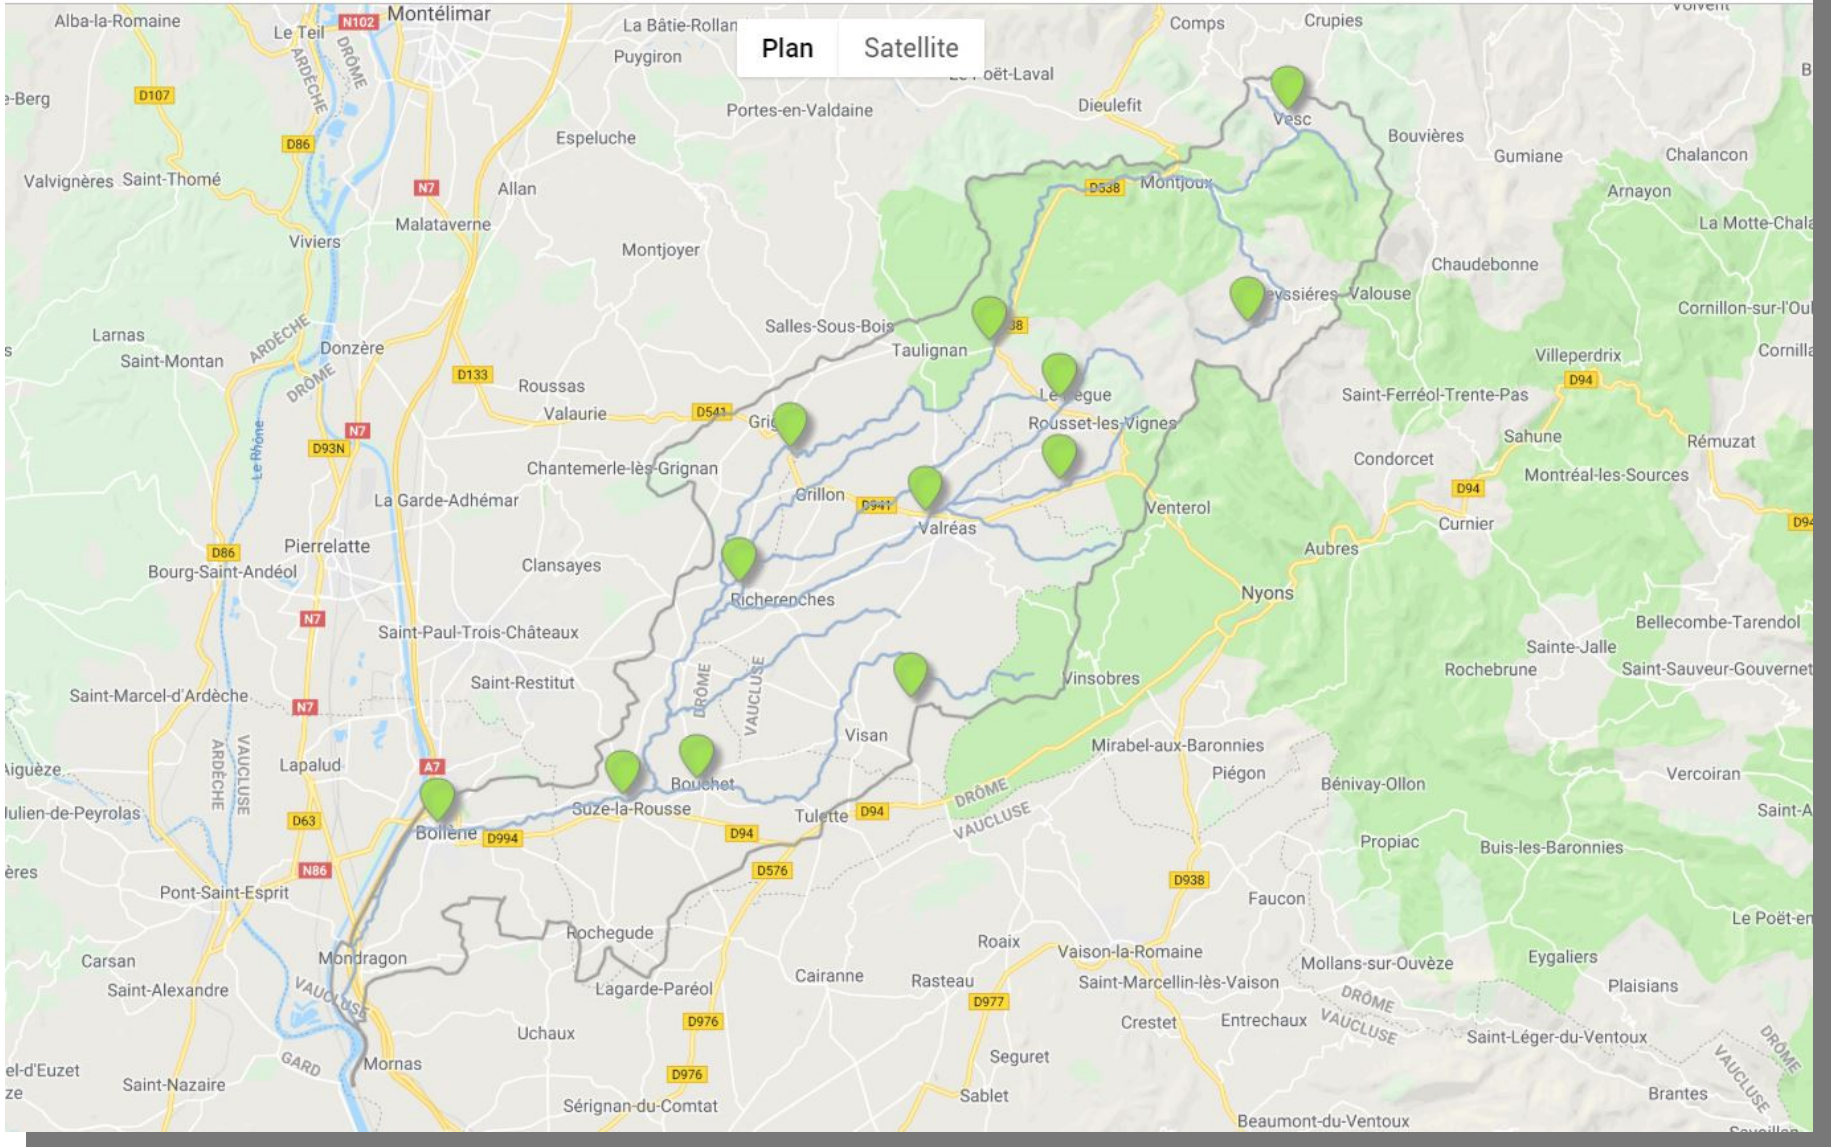 Alba-la-Romaine
Le Teil
N102
Montélimar
La Bâtie-Rollan
Puygiron
Plan
Satellite
Comps
Crupies
D107
Portes-en-Valdaine
Dieulefit
Vesc
Bouvières
Gumiane
Chalancon
ARDÈCHE
DRÔME
D86
Espeluche
Valvignères
Saint-Thomé
N7
Allan
D538
Montjoux
Arnayon
Malataverne
Viviers
Montjoyer
La Motte-Chala
Chaudebonne
Valouse
Cornillon-sur-l'Oul
Larnas
Saint-Montan
ARDÈCHE
DRÔME
Donzère
Salles-Sous-Bois
Taulignan
38
Villeperdrix
Cornilla
D133
Roussas
Valaurie
D541
Rousset-les-Vignes
Saint-Ferréol-Trente-Pas
D94
Le Rhône
N7
D93N
Chantemerle-lès-Grignan
Sahune
Rémuzat
Condorcet
Montréal-les-Sources
La Garde-Adhémar
Grillon
D941
Valréas
Venterol
D94
Curnier
D94
D86
Pierrelatte
Bourg-Saint-Andéol
Clansayes
Aubres
Richerenches
Nyons
N7
Saint-Paul-Trois-Châteaux
Bellecombe-Tarendol
Sainte-Jalle
Rochebrune
Saint-Sauveur-Gouvernet
Saint-Marcel-d'Ardèche
Saint-Restitut
DRÔME
VAUCLUSE
Vinsobres
N7
ARDÈCHE
VAUCLUSE
Visan
Mirabel-aux-Baronnies
Piégon
Aiguèze
Lapalud
A7
Bouchet
Bénivay-Ollon
Vercoiran
Julien-de-Peyrolas
D63
Bollène
D994
Suze-la-Rousse
D94
Tulette
D94
DRÔME
VAUCLUSE
Propiac
Buis-les-Baronnies
N86
D576
D938
Pont-Saint-Esprit
Faucon
Rochegude
Roaix
Vaison-la-Romaine
Carsan
Mondragon
Mollans-sur-Ouvèze
Eygaliers
Saint-Alexandre
VAUCLUSE
Lagarde-Paréol
Cairanne
Rasteau
Saint-Marcellin-lès-Vaison
Plaisians
D977
DRÔME
VAUCLUSE
D976
Uchaux
Crestet
Entrechaux
Saint-Léger-du-Ventoux
DRÔME
VAUCLUSE
GARD
Mornas
Seguret
el-d'Euzet
Saint-Nazaire
D976
Sérignan-du-Comtat
Sablet
Brantes
Beaumont-du-Ventoux